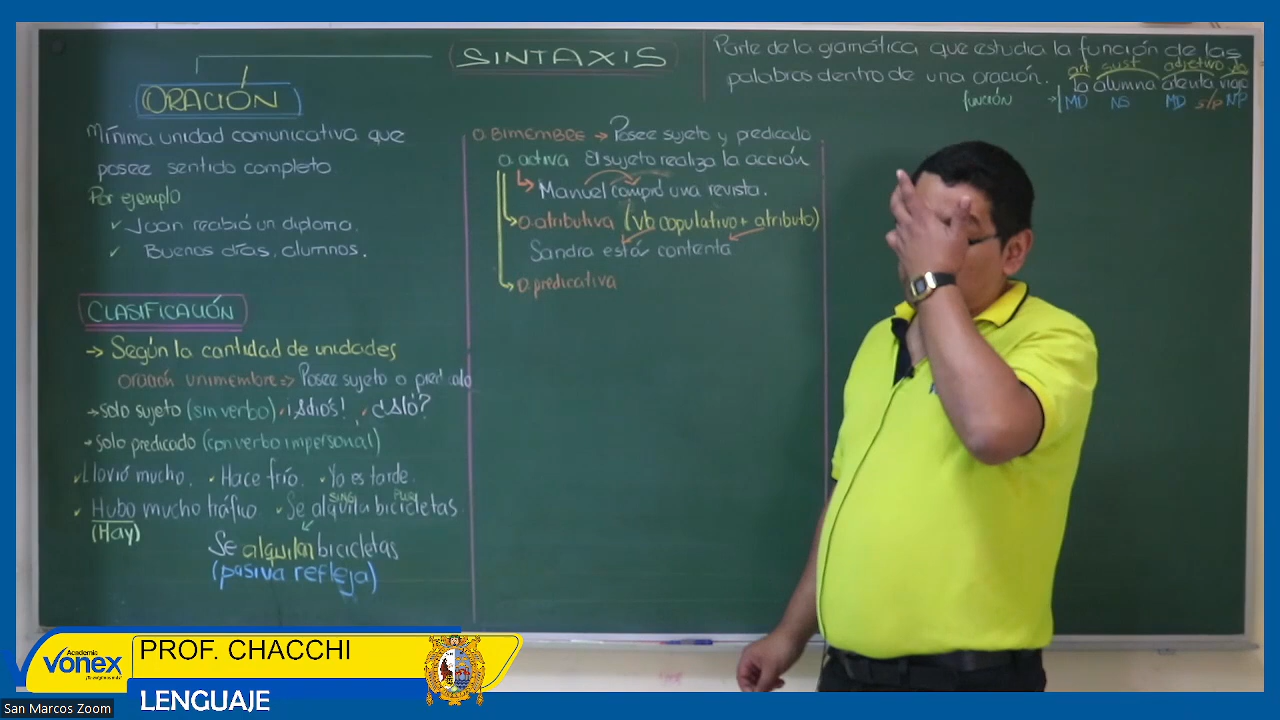 SINTAXIS
Parte de la gramática que estudia la función de las
palabras dentro de una oración.
art sust adjetivo vb
La alumna atenta viajó
función → MD NS MD S/P NP
ORACIÓN
Mínima unidad comunicativa que
posee sentido completo.
Por ejemplo
✓ Juan recibió un diploma.
✓ Buenos días, alumnos.
CLASIFICACIÓN
→ Según la cantidad de unidades
oración unimembre => Posee sujeto o predicado
→ solo sujeto (sin verbo) • ¡Adiós! , • ¿Aló?
→ solo predicado (con verbo impersonal)
✓ Llovió mucho. ✓ Hace frío. ✓ Ya es tarde.
✓ Hubo mucho tráfico ✓ Se alquila bicicletas.
SING PLUR
(Hay)
Se alquilan bicicletas
(pasiva refleja)
O. BIMEMBRE → Posee sujeto y predicado
O. activa El sujeto realiza la acción
Manuel compró una revista.
O. atributiva (vb copulativo + atributo)
Sandra está contenta
O. predicativa
Academia
vonex
PROF. CHACCHI
LENGUAJE
San Marcos Zoom